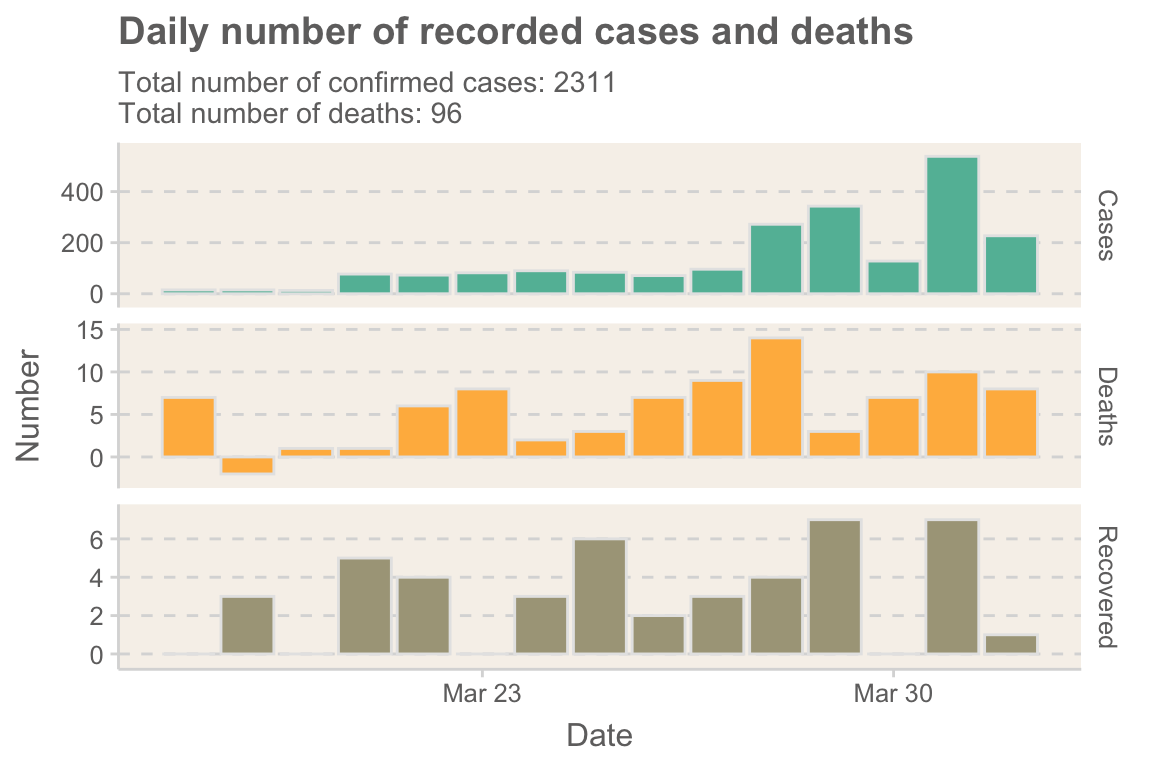 Daily number of recorded cases and deaths
Total number of confirmed cases: 2311
Total number of deaths: 96
400
200
0
Cases
15
10
5
0
Deaths
6
4
2
0
Recovered
Number
Mar 23
Mar 30
Date